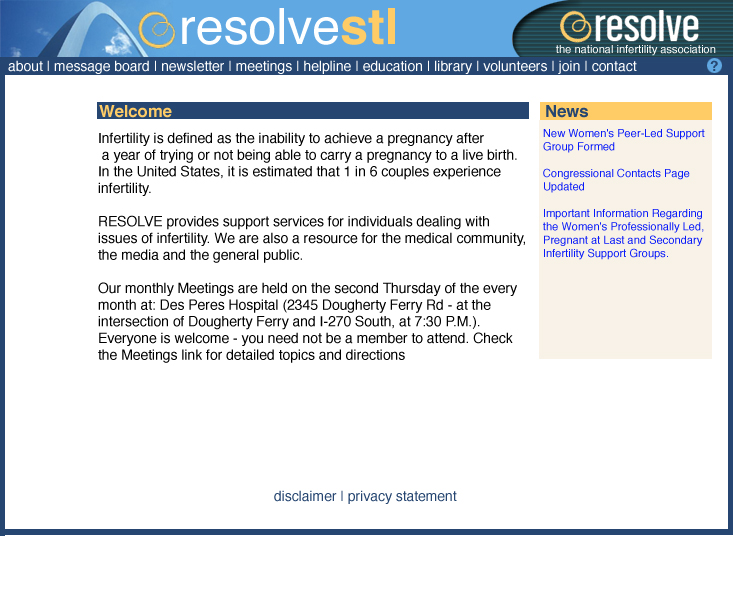 resolvestl
resolve
the national infertility association
about | message board | newsletter | meetings | helpline | education | library | volunteers | join | contact
?
Welcome
Infertility is defined as the inability to achieve a pregnancy after
a year of trying or not being able to carry a pregnancy to a live birth.
In the United States, it is estimated that 1 in 6 couples experience
infertility.
RESOLVE provides support services for individuals dealing with
issues of infertility. We are also a resource for the medical community,
the media and the general public.
Our monthly Meetings are held on the second Thursday of the every
month at: Des Peres Hospital (2345 Dougherty Ferry Rd - at the
intersection of Dougherty Ferry and I-270 South, at 7:30 P.M.).
Everyone is welcome - you need not be a member to attend. Check
the Meetings link for detailed topics and directions
News
New Women's Peer-Led Support
Group Formed
Congressional Contacts Page
Updated
Important Information Regarding
the Women's Professionally Led,
Pregnant at Last and Secondary
Infertility Support Groups.
disclaimer | privacy statement